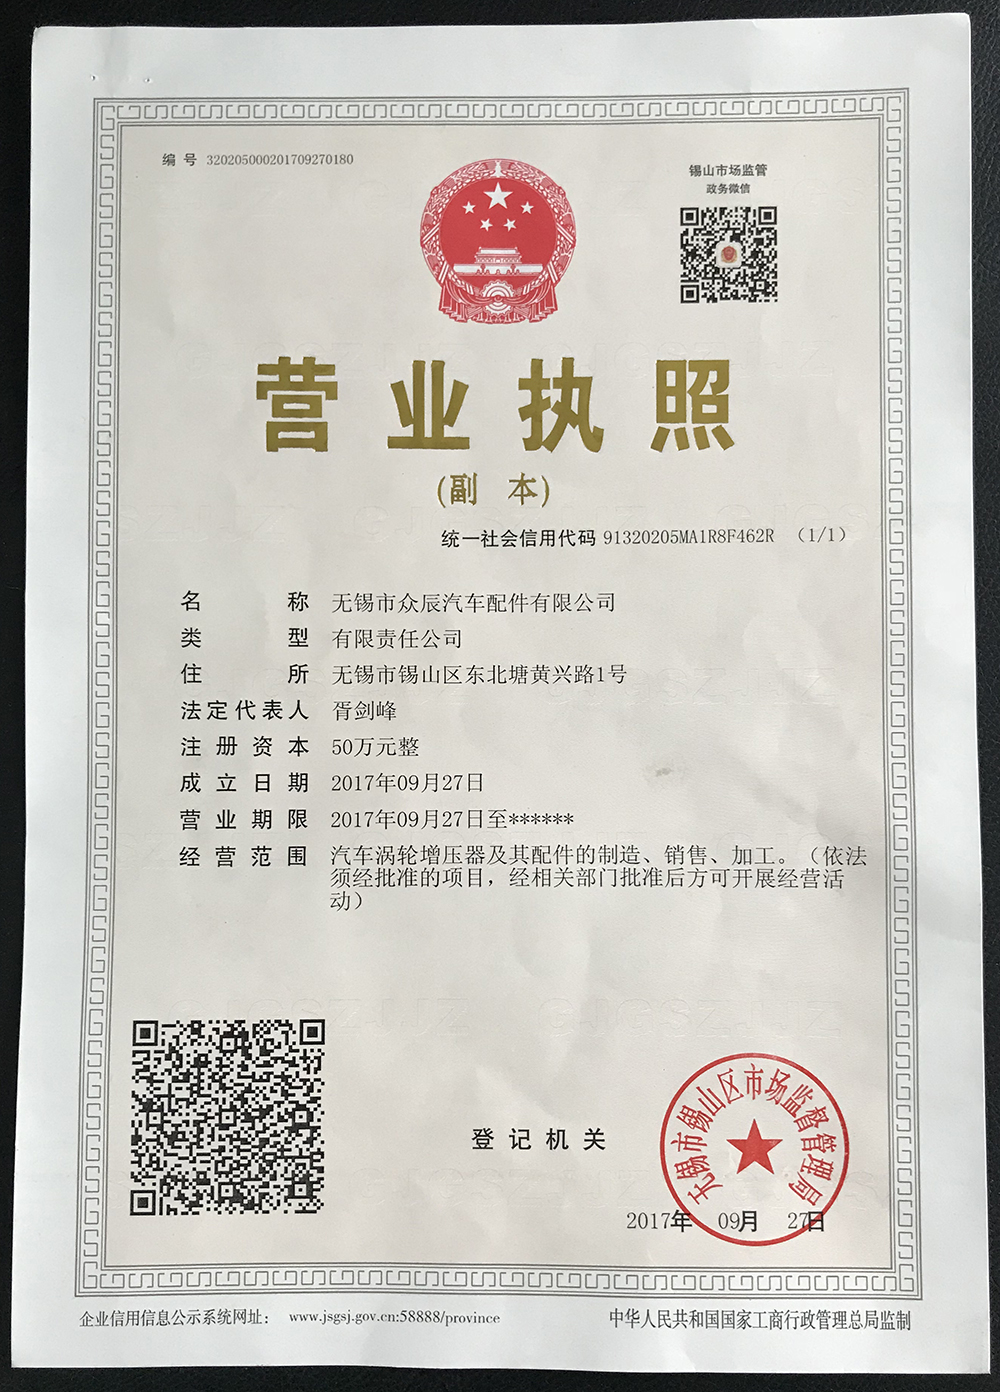 编 号 320205000201709270180
锡山市场监管
政务微信
营业执照
(副 本)
统一社会信用代码 91320205MA1R8F462R （1/1）
名 称 无锡市众辰汽车配件有限公司
类 型 有限责任公司
住 所 无锡市锡山区东北塘黄兴路1号
法定代表人 胥剑峰
注 册 资 本 50万元整
成 立 日 期 2017年09月27日
营 业 期 限 2017年09月27日至******
经 营 范 围 汽车涡轮增压器及其配件的制造、销售、加工。（依法
须经批准的项目，经相关部门批准后方可开展经营活
动）
登 记 机 关
无锡市锡山区市场监督管理局
2017年 09月 27日
企业信用信息公示系统网址： www.jsgsj.gov.cn:58888/province
中华人民共和国国家工商行政管理总局监制